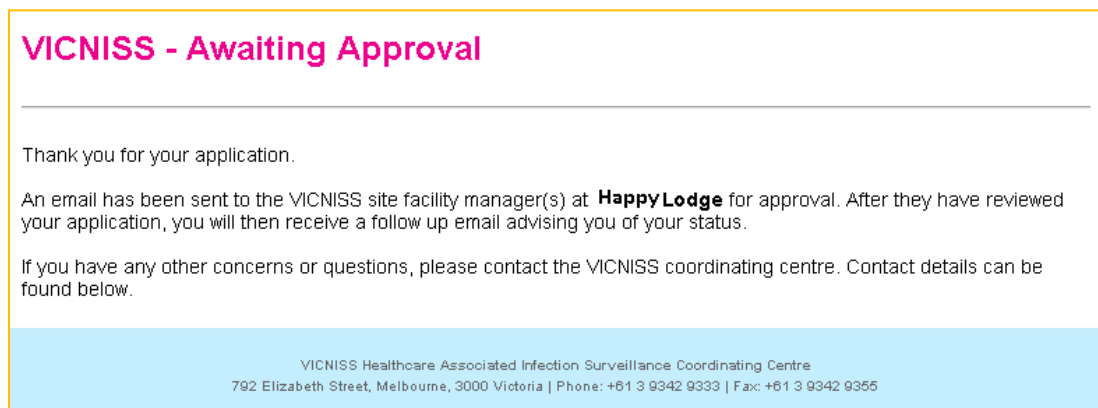 VICNISS - Awaiting Approval
Thank you for your application.
An email has been sent to the VICNISS site facility manager(s) at HappyLodge for approval. After they have reviewed
your application, you will then receive a follow up email advising you of your status.
If you have any other concerns or questions, please contact the VICNISS coordinating centre. Contact details can be
found below.
VICNISS Healthcare Associated Infection Surveillance Coordinating Centre
792 Elizabeth Street, Melbourne, 3000 Victoria | Phone: +61 3 9342 9333 | Fax: +61 3 9342 9355